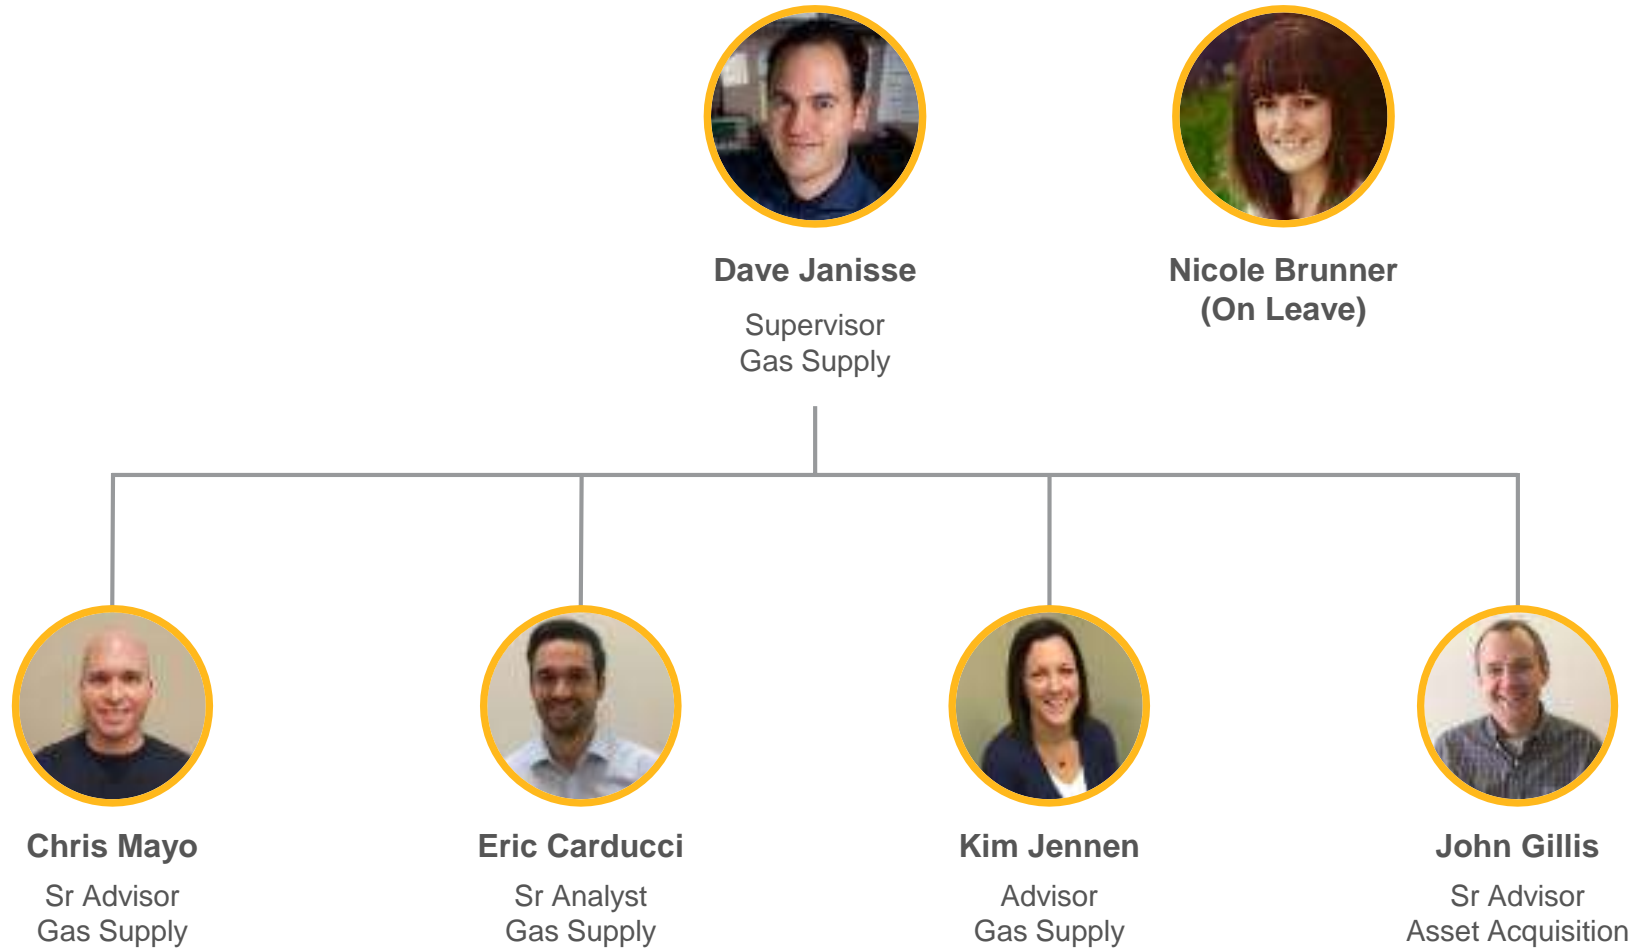 Dave Janisse
Supervisor
Gas Supply
Nicole Brunner
(On Leave)
Chris Mayo
Sr Advisor
Gas Supply
Eric Carducci
Sr Analyst
Gas Supply
Kim Jennen
Advisor
Gas Supply
John Gillis
Sr Advisor
Asset Acquisition